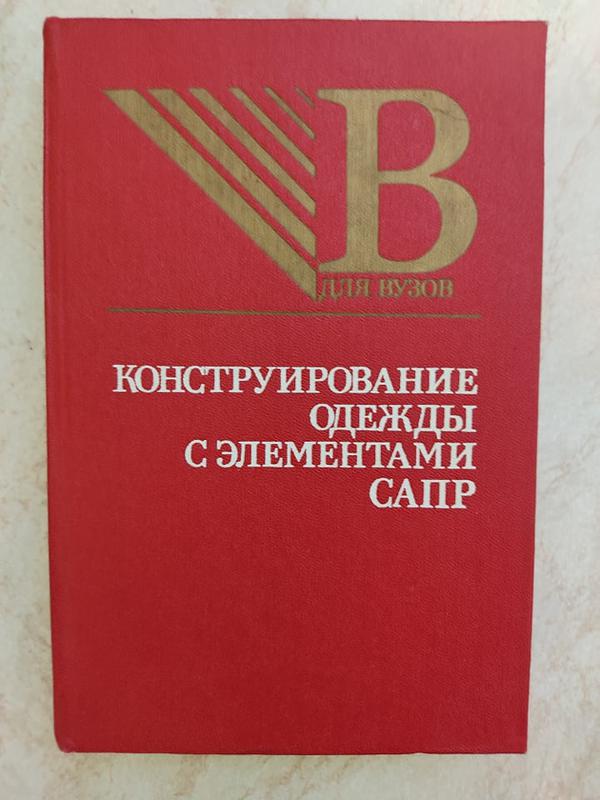 В
ДЛЯ ВУЗОВ
КОНСТРУИРОВАНИЕ
ОДЕЖДЫ
С ЭЛЕМЕНТАМИ
САПР